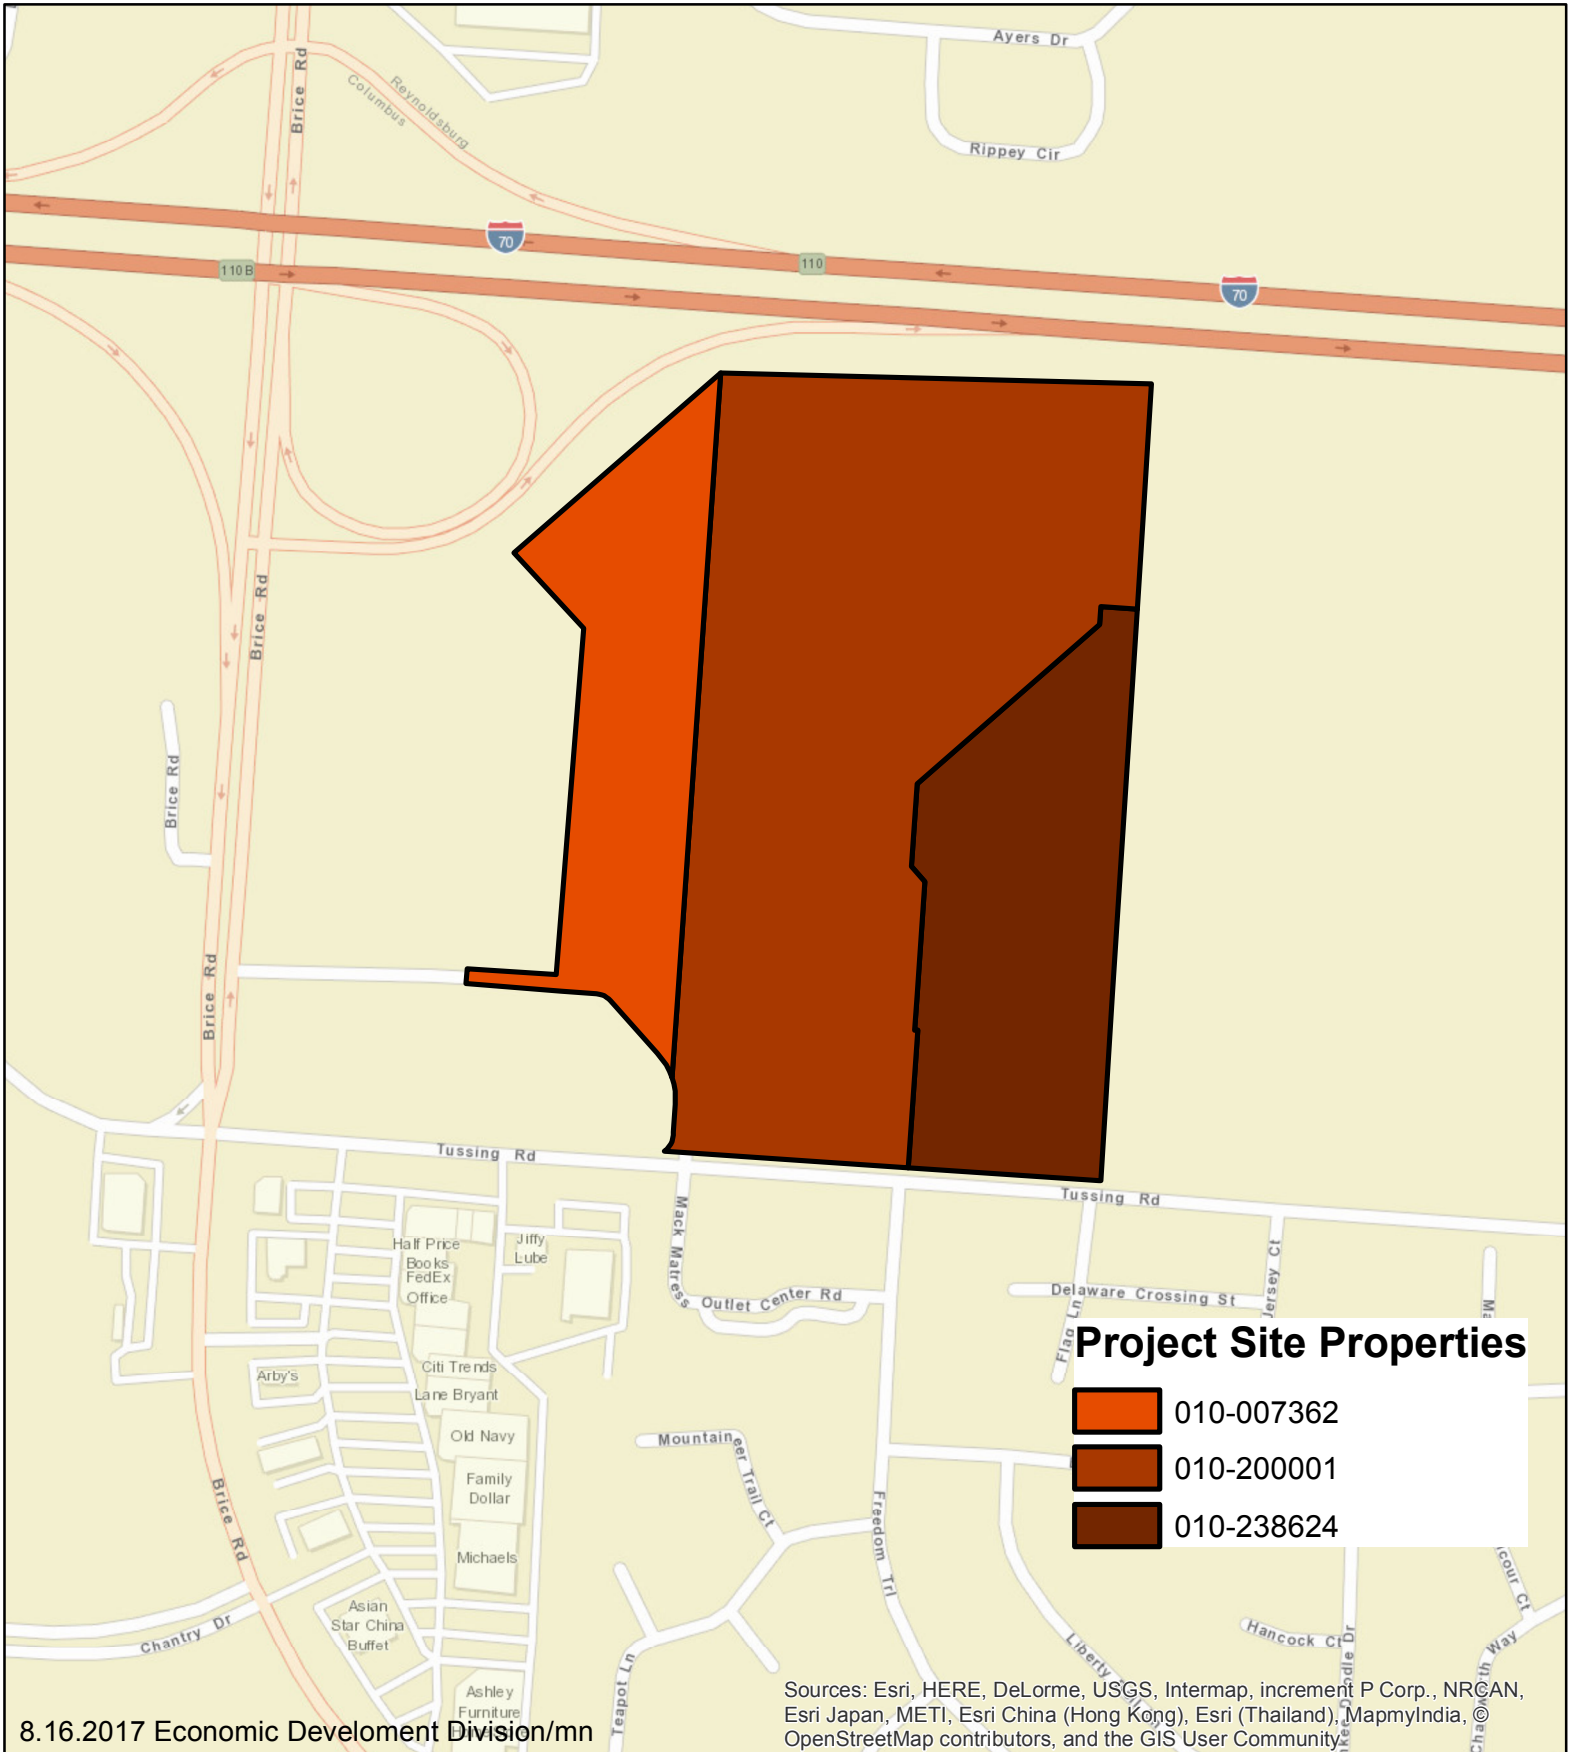 Ayers Dr
Brice Rd
Reynoldsburg
Columbus
Rippey Cir
70
110B
110
70
Brice Rd
Brice Rd
Brice Rd
Tussing Rd
Tussing Rd
Mack Matress
Outlet Center Rd
Half Price
Books
FedEx
Office
Jiffy
Lube
Delaware Crossing St
Jersey Ct
Flag Ln
Project Site Properties
010-007362
010-200001
010-238624
Citi Trends
Arby's
Lane Bryant
Old Navy
Mountaineer Trail Ct
Family
Dollar
Brice Rd
Freedom Trl
Michaels
Asian
Star China
Buffet
Chantry Dr
Hancock Ct
Liberty
Teapot Ln
Ashley
Furniture
Sources: Esri, HERE, DeLorme, USGS, Intermap, increment P Corp., NRCAN,
Esri Japan, METI, Esri China (Hong Kong), Esri (Thailand), MapmyIndia, ©
OpenStreetMap contributors, and the GIS User Community
8.16.2017 Economic Develoment Division/mn